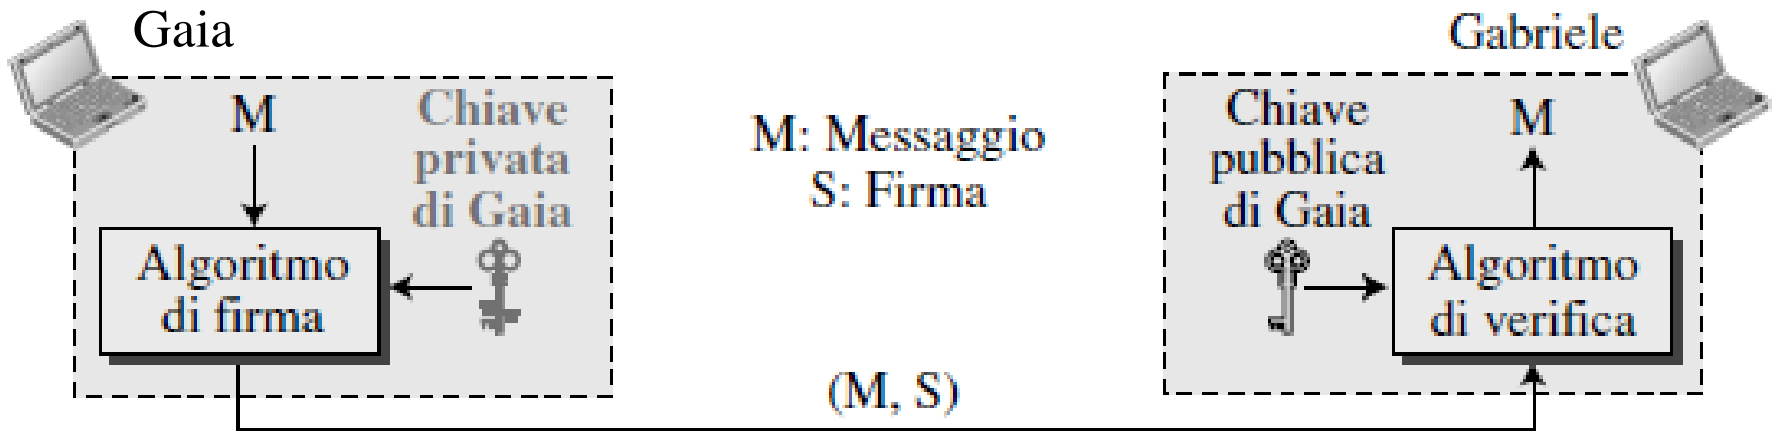 Gaia
M
Chiave
privata
di Gaia
Algoritmo
di firma
M: Messaggio
S: Firma
(M, S)
Gabriele
Chiave
pubblica
di Gaia
M
Algoritmo
di verifica